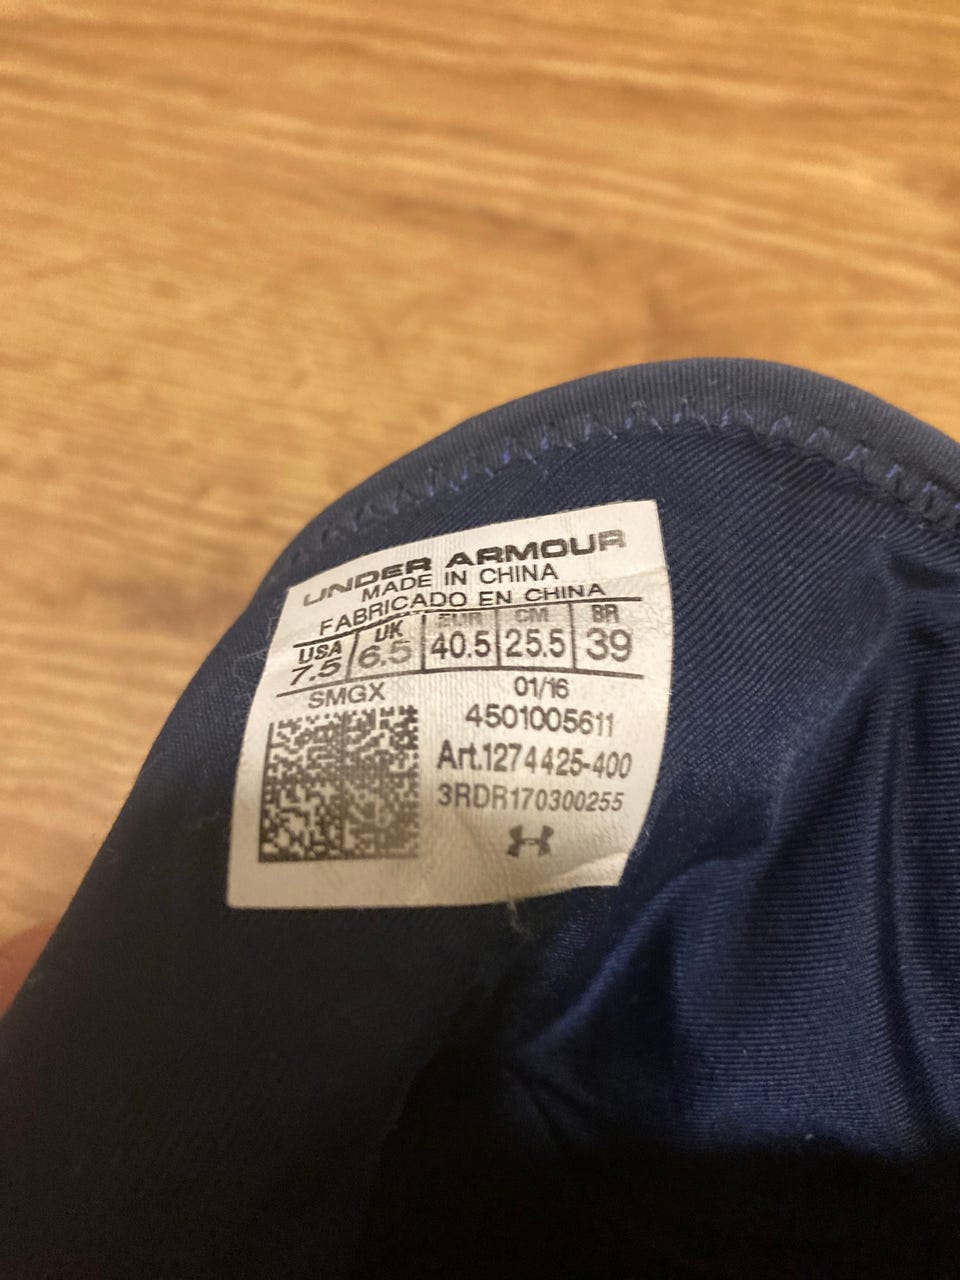 UNDER ARMOUR
MADE IN CHINA
FABRICADO EN CHINA
USA UK EUR CM BR
7.5 6.5 40.5 25.5 39
SMGX 01/16
4501005611
Art.1274425-400
3RDR170300255